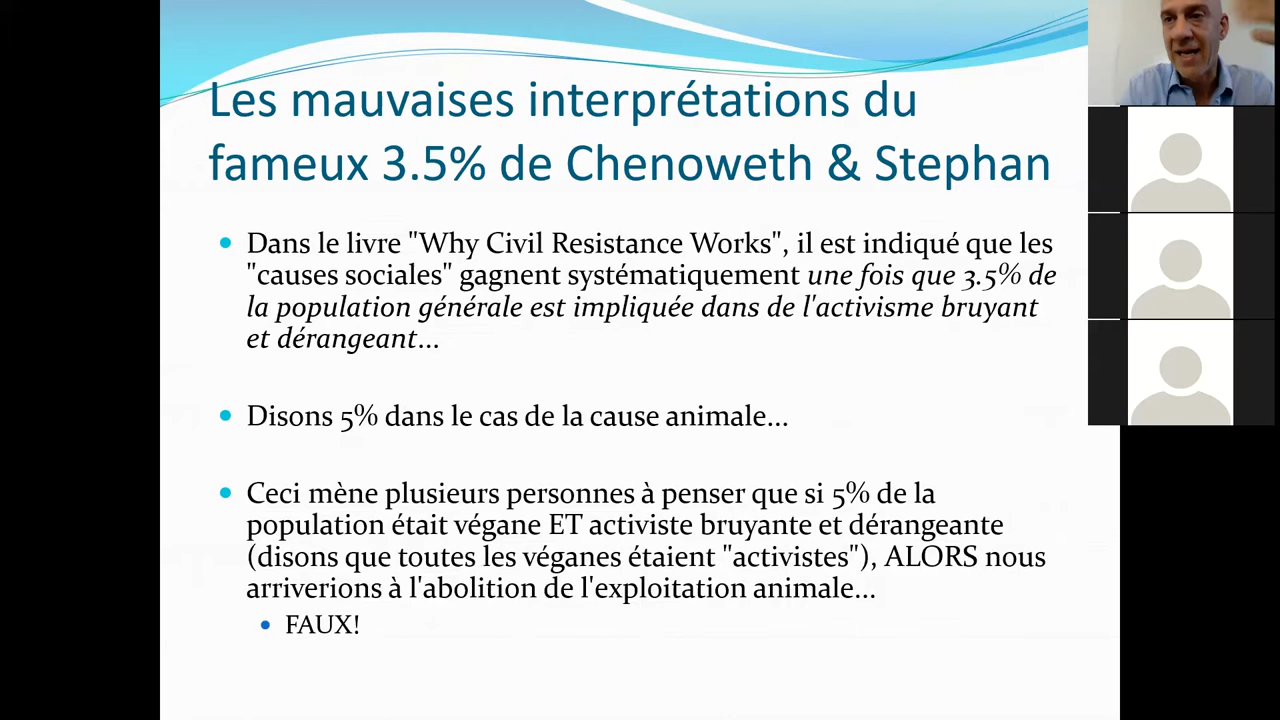 Les mauvaises interprétations du
fameux 3.5% de Chenoweth & Stephan
Dans le livre "Why Civil Resistance Works", il est indiqué que les
"causes sociales" gagnent systématiquement une fois que 3.5% de
la population générale est impliquée dans de l'activisme bruyant
et dérangeant...
Disons 5% dans le cas de la cause animale...
Ceci mène plusieurs personnes à penser que si 5% de la
population était végane ET activiste bruyante et dérangeante
(disons que toutes les véganes étaient "activistes"), ALORS nous
arriverions à l'abolition de l'exploitation animale...
FAUX!